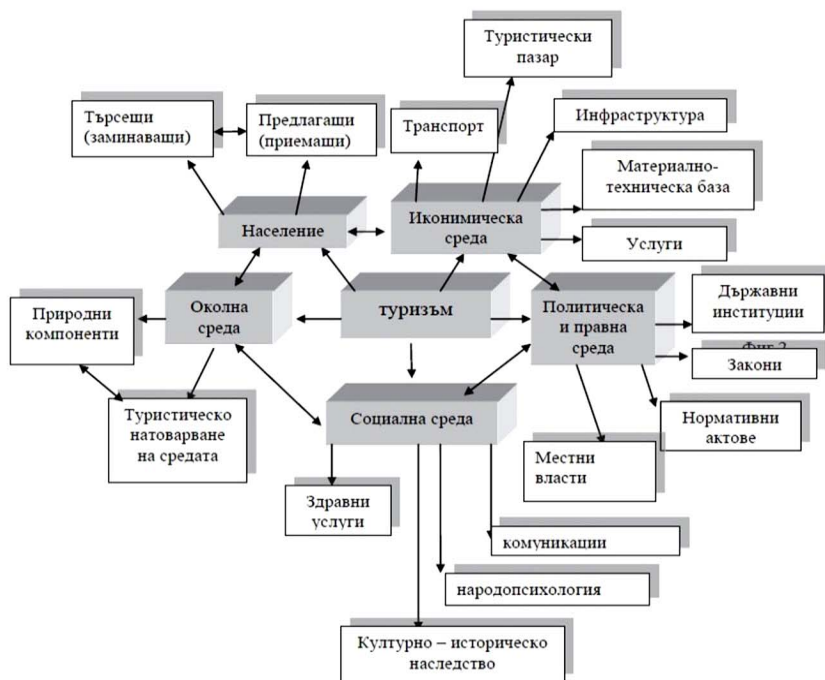 Туристически
пазар
Търсещи
(заминаващи)
Предлагащи
(приемащи)
Транспорт
Инфраструктура
Материално-
техническа база
Население
Икономимическа
среда
Услуги
Природни
компоненти
Околна
среда
туризъм
Политическа
и правна
среда
Държавни
институции
Закони
Туристическо
натоварване
на средата
Социална среда
Нормативни
актове
Местни
власти
Здравни
услуги
комуникации
народопсихология
Културно – историческо
наследство